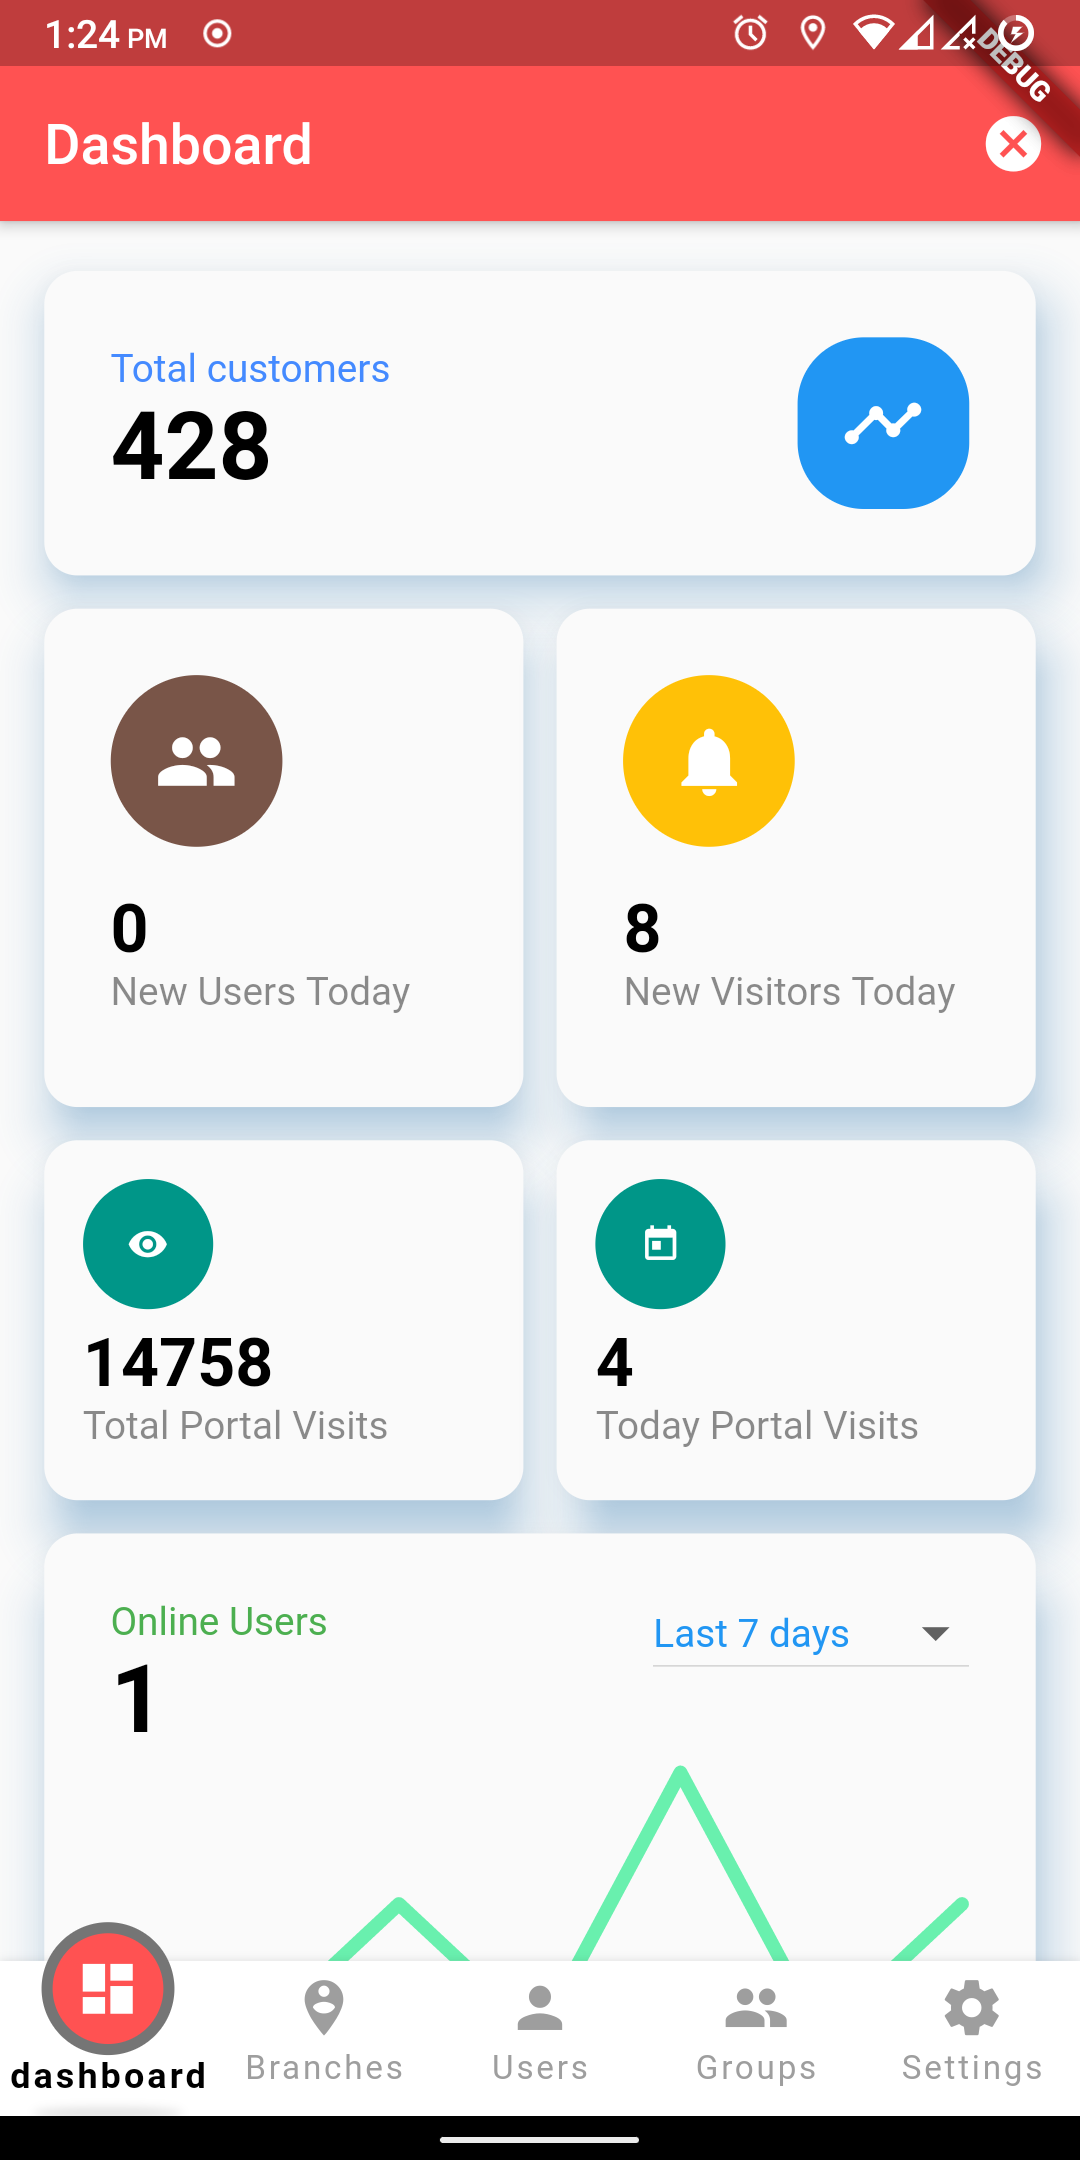 1:24 PM
DEBUG
Dashboard
Total customers
428
0
New Users Today
8
New Visitors Today
14758
Total Portal Visits
4
Today Portal Visits
Online Users
1
Last 7 days
dashboard
Branches
Users
Groups
Settings